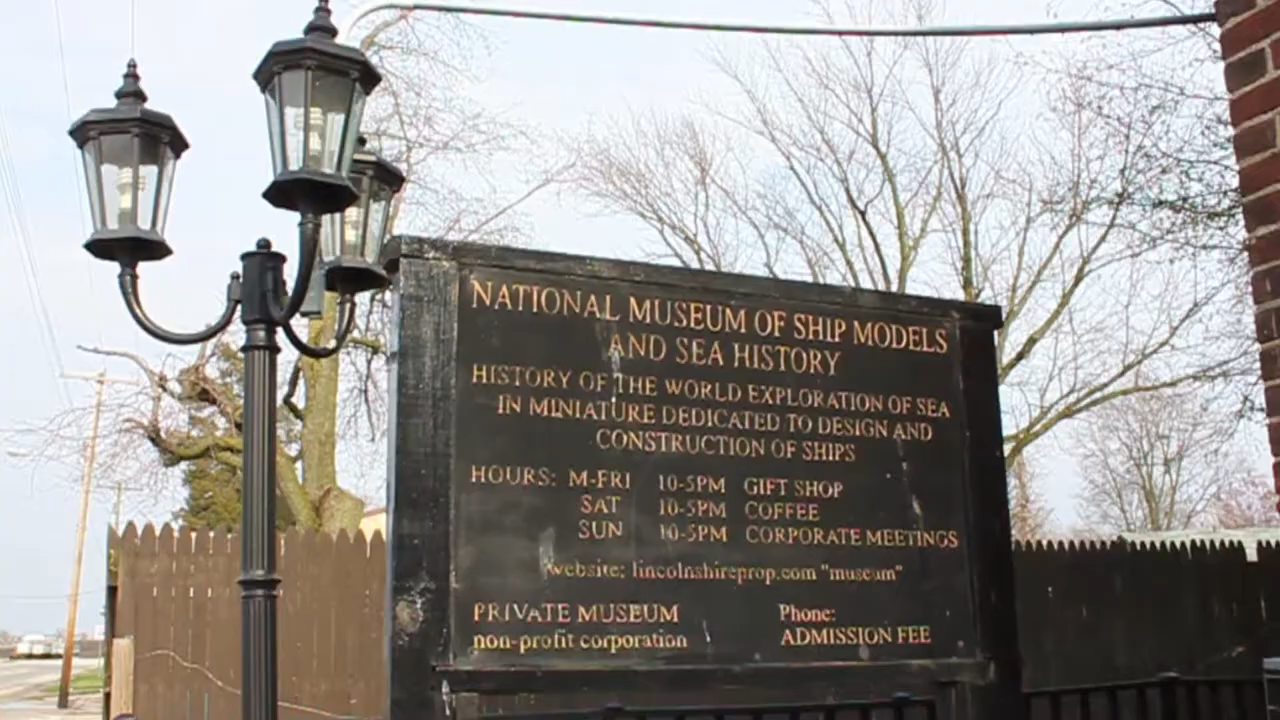 NATIONAL MUSEUM OF SHIP MODELS
AND SEA HISTORY
HISTORY OF THE WORLD EXPLORATION OF SEA
IN MINIATURE DEDICATED TO DESIGN AND
CONSTRUCTION OF SHIPS
HOURS: M-FRI 10-5PM GIFT SHOP
SAT 10-5PM COFFEE
SUN 10-5PM CORPORATE MEETINGS
website: lincolnshireprop.com "museum"
PRIVATE MUSEUM Phone:
non-profit corporation ADMISSION FEE